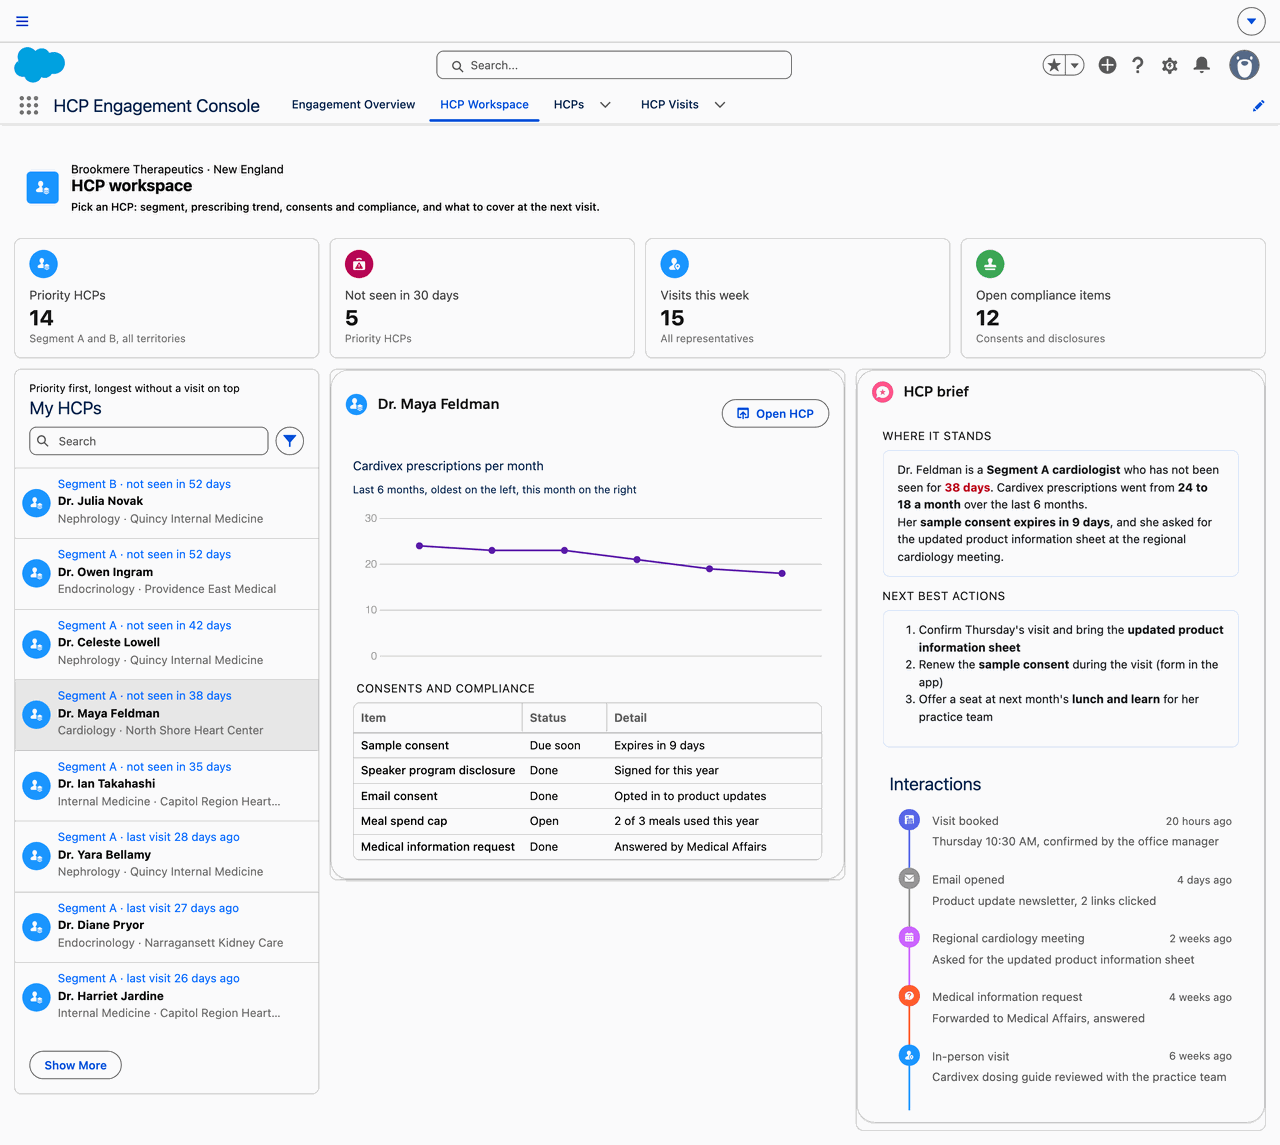 Search...
HCP Engagement Console
Engagement Overview
HCP Workspace
HCPs
HCP Visits
Brookmere Therapeutics · New England
HCP workspace
Pick an HCP: segment, prescribing trend, consents and compliance, and what to cover at the next visit.
Priority HCPs
14
Segment A and B, all territories
Not seen in 30 days
5
Priority HCPs
Visits this week
15
All representatives
Open compliance items
12
Consents and disclosures
Priority first, longest without a visit on top
My HCPs
Search
Segment B · not seen in 52 days
Dr. Julia Novak
Nephrology · Quincy Internal Medicine
Segment A · not seen in 52 days
Dr. Owen Ingram
Endocrinology · Providence East Medical
Segment A · not seen in 42 days
Dr. Celeste Lowell
Nephrology · Quincy Internal Medicine
Segment A · not seen in 38 days
Dr. Maya Feldman
Cardiology · North Shore Heart Center
Segment A · not seen in 35 days
Dr. Ian Takahashi
Internal Medicine · Capitol Region Heart...
Segment A · last visit 28 days ago
Dr. Yara Bellamy
Nephrology · Quincy Internal Medicine
Segment A · last visit 27 days ago
Dr. Diane Pryor
Endocrinology · Narragansett Kidney Care
Segment A · last visit 26 days ago
Dr. Harriet Jardine
Internal Medicine · Capitol Region Heart...
Show More
Dr. Maya Feldman
Open HCP
Cardivex prescriptions per month
Last 6 months, oldest on the left, this month on the right
30
20
10
0
CONSENTS AND COMPLIANCE
Item Status Detail
Sample consent Due soon Expires in 9 days
Speaker program disclosure Done Signed for this year
Email consent Done Opted in to product updates
Meal spend cap Open 2 of 3 meals used this year
Medical information request Done Answered by Medical Affairs
HCP brief
WHERE IT STANDS
Dr. Feldman is a Segment A cardiologist who has not been
seen for 38 days. Cardivex prescriptions went from 24 to
18 a month over the last 6 months.
Her sample consent expires in 9 days, and she asked for
the updated product information sheet at the regional
cardiology meeting.
NEXT BEST ACTIONS
1. Confirm Thursday's visit and bring the updated product
information sheet
2. Renew the sample consent during the visit (form in the
app)
3. Offer a seat at next month's lunch and learn for her
practice team
Interactions
Visit booked 20 hours ago
Thursday 10:30 AM, confirmed by the office manager
Email opened 4 days ago
Product update newsletter, 2 links clicked
Regional cardiology meeting 2 weeks ago
Asked for the updated product information sheet
Medical information request 4 weeks ago
Forwarded to Medical Affairs, answered
In-person visit 6 weeks ago
Cardivex dosing guide reviewed with the practice team